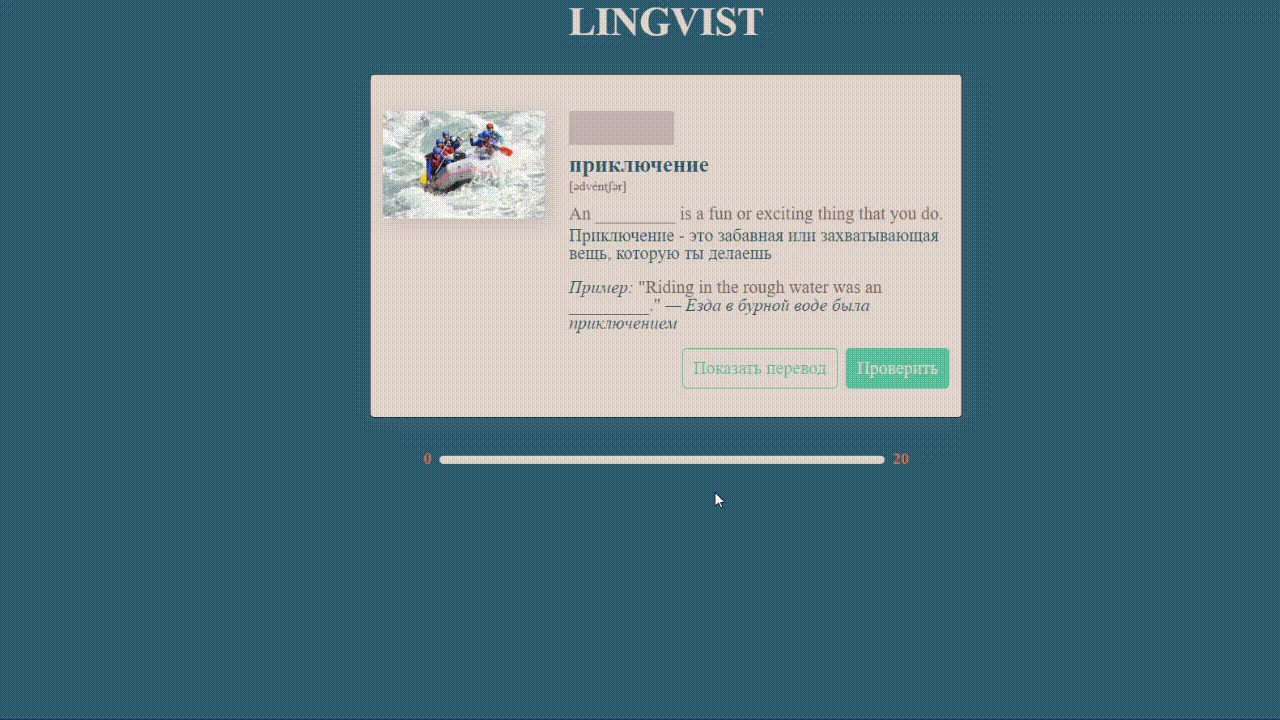 LINGVIST
приключение
[ədvéntʃər]
An _________ is a fun or exciting thing that you do.
Приключение - это забавная или захватывающая
вещь, которую ты делаешь
Пример: "Riding in the rough water was an
_________." — Езда в бурной воде была
приключением
Показать перевод Проверить
0 20